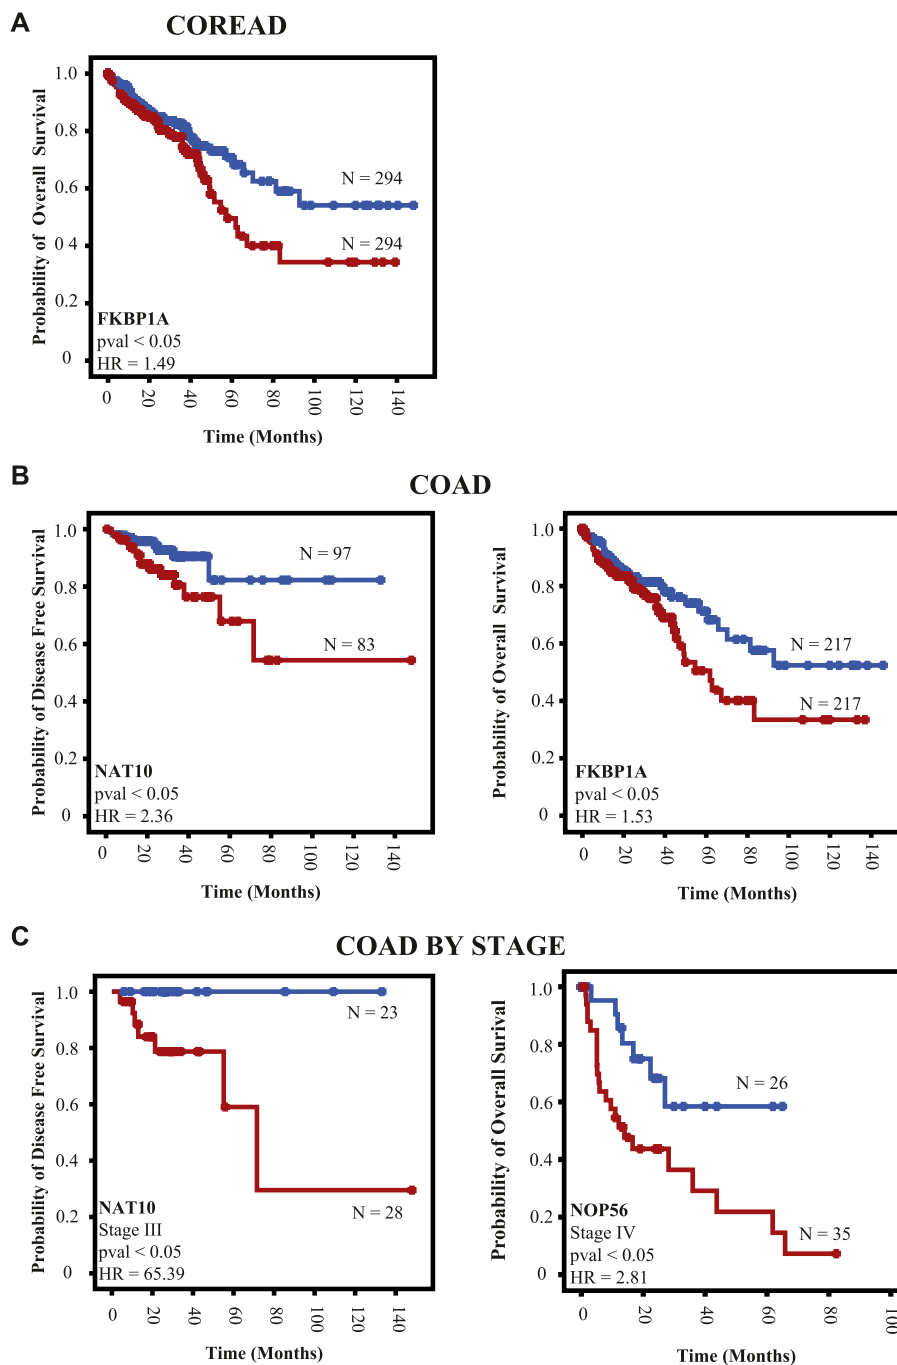 A
COREAD
Probability of Overall Survival
1.0
0.8
0.6
0.4
0.2
0
N = 294
N = 294
FKBP1A
pval < 0.05
HR = 1.49
0 20 40 60 80 100 120 140
Time (Months)
B
COAD
Probability of Disease Free Survival
1.0
0.8
0.6
0.4
0.2
0
N = 97
N = 83
NAT10
pval < 0.05
HR = 2.36
0 20 40 60 80 100 120 140
Time (Months)
Probability of Overall Survival
1.0
0.8
0.6
0.4
0.2
0
N = 217
N = 217
FKBP1A
pval < 0.05
HR = 1.53
0 20 40 60 80 100 120 140
Time (Months)
C
COAD BY STAGE
Probability of Disease Free Survival
1.0
0.8
0.6
0.4
0.2
0
N = 23
N = 28
NAT10
Stage III
pval < 0.05
HR = 65.39
0 20 40 60 80 100 120 140
Time (Months)
Probability of Overall Surival
1.0
0.8
0.6
0.4
0.2
0
N = 26
N = 35
NOP56
Stage IV
pval < 0.05
HR = 2.81
0 20 40 60 80 100
Time (Months)